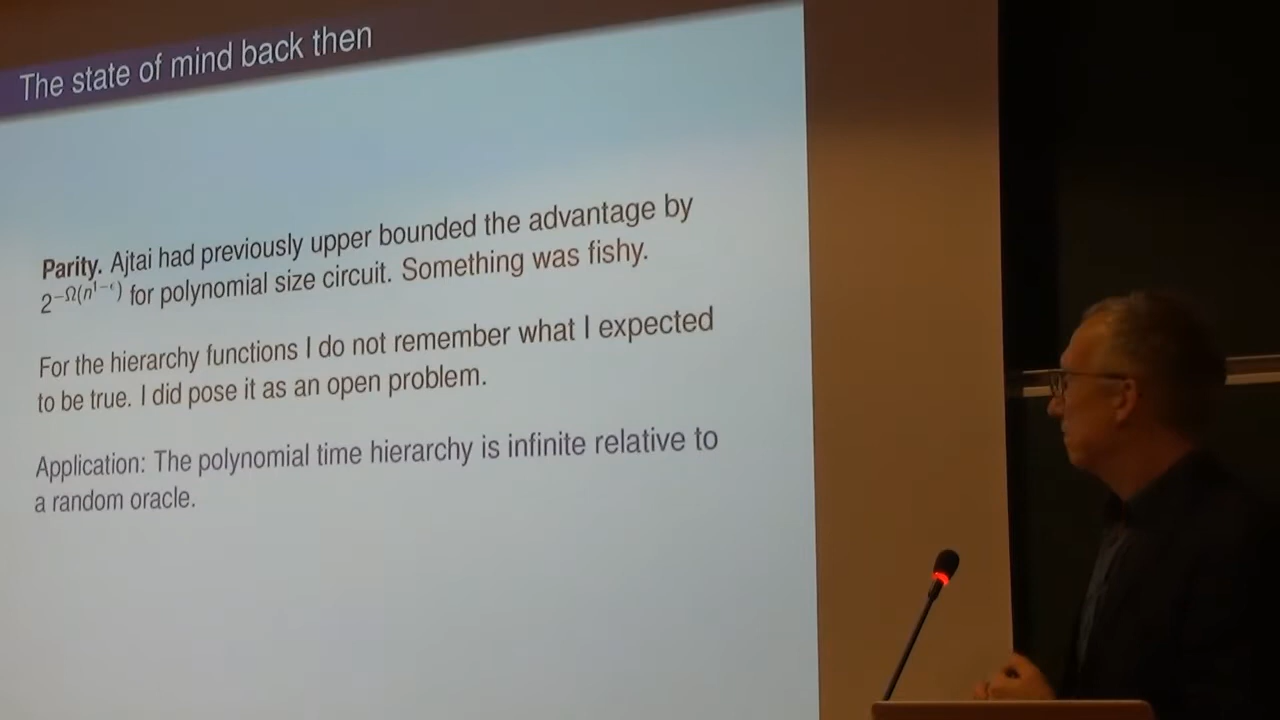 The state of mind back then
Parity. Ajtai had previously upper bounded the advantage by
2^{-Ω(n^{1-ϵ})} for polynomial size circuit. Something was fishy.
For the hierarchy functions I do not remember what I expected
to be true. I did pose it as an open problem.
Application: The polynomial time hierarchy is infinite relative to
a random oracle.